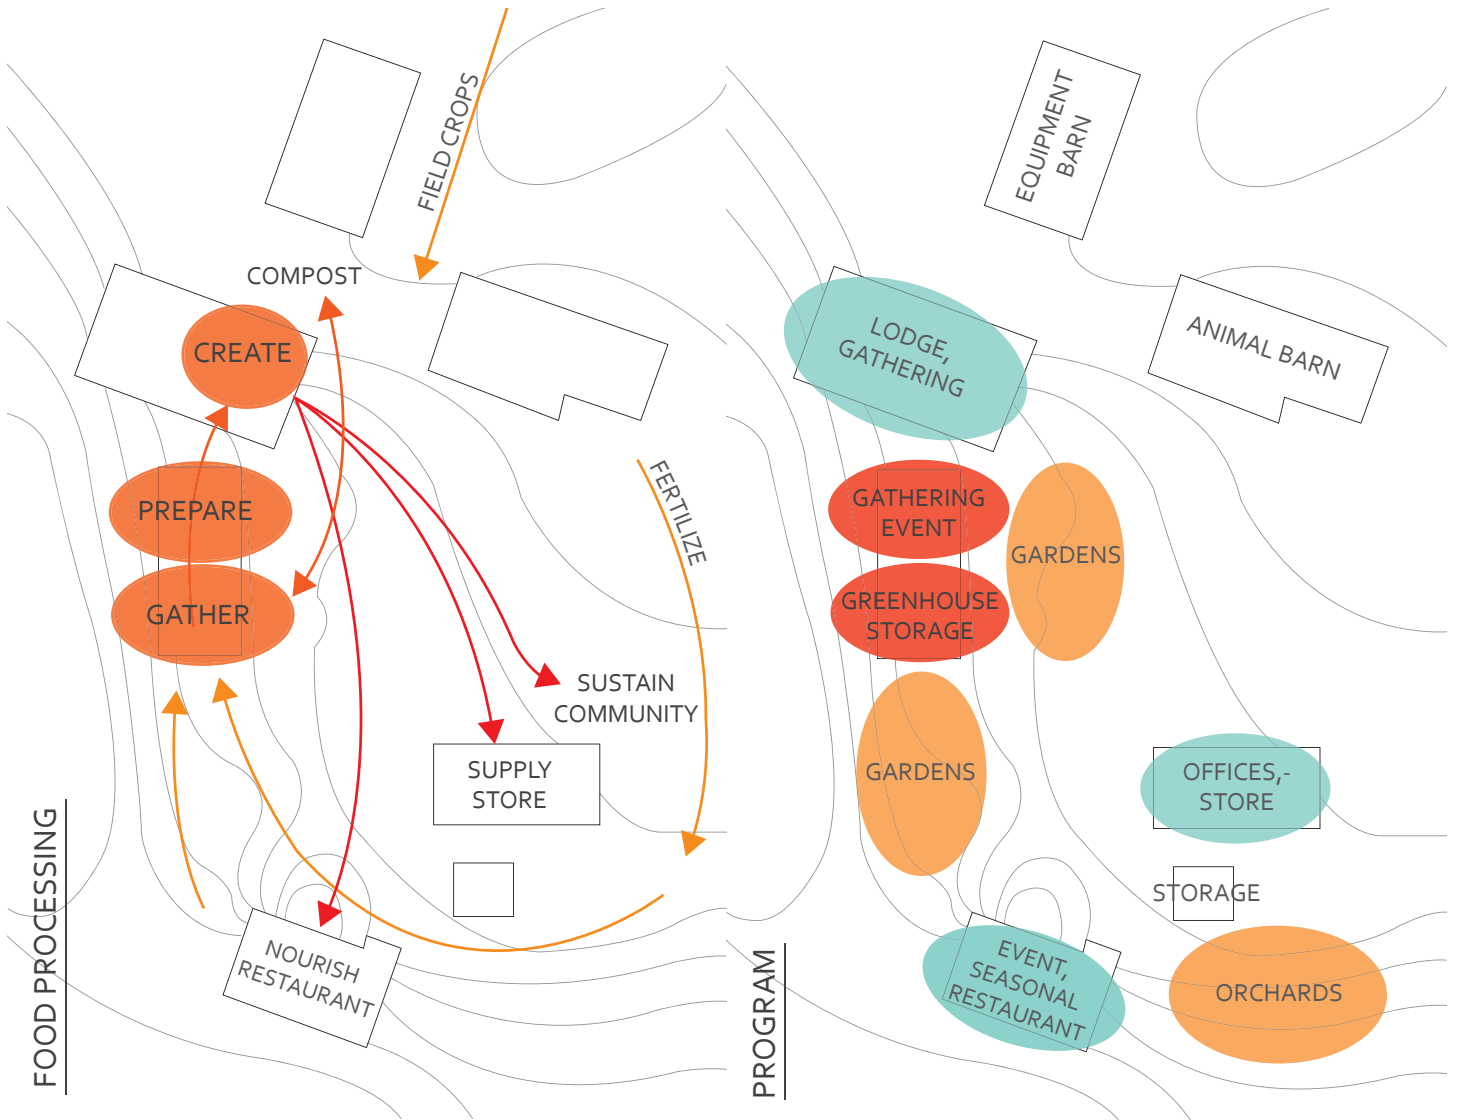 FIELD CROPS
COMPOST
CREATE
PREPARE
GATHER
FERTILIZE
SUSTAIN
COMMUNITY
SUPPLY
STORE
NOURISH
RESTAURANT
FOOD PROCESSING
EQUIPMENT
BARN
LODGE,
GATHERING
ANIMAL BARN
GATHERING
EVENT
GARDENS
GREENHOUSE
STORAGE
GARDENS
OFFICES,-
STORE
STORAGE
EVENT,
SEASONAL
RESTAURANT
ORCHARDS
PROGRAM